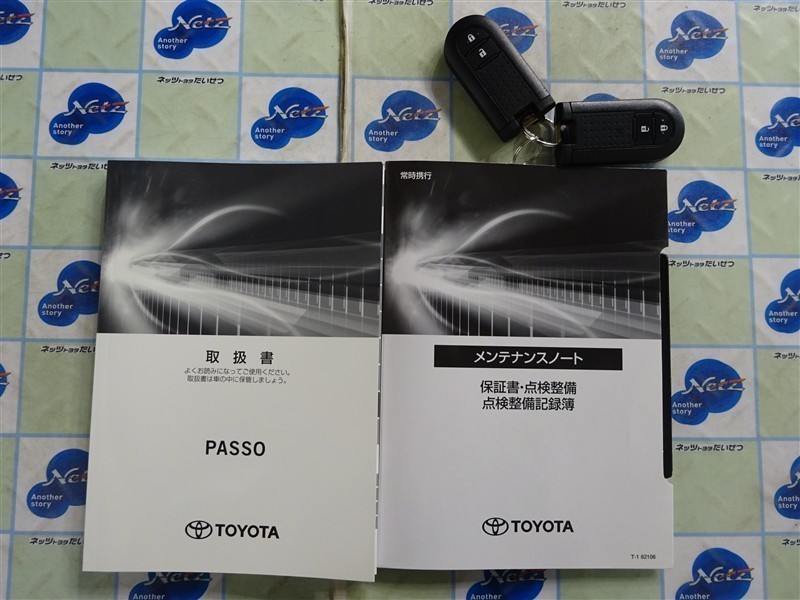 取扱書
よくお読みになってご使用ください。
取扱書は車の中に保管しましょう。
PASSO
TOYOTA
常時携行
メンテナンスノート
保証書・点検整備
点検整備記録簿
TOYOTA
T-1 62106
Netz
Another
story
ネッツトヨタだいせつ